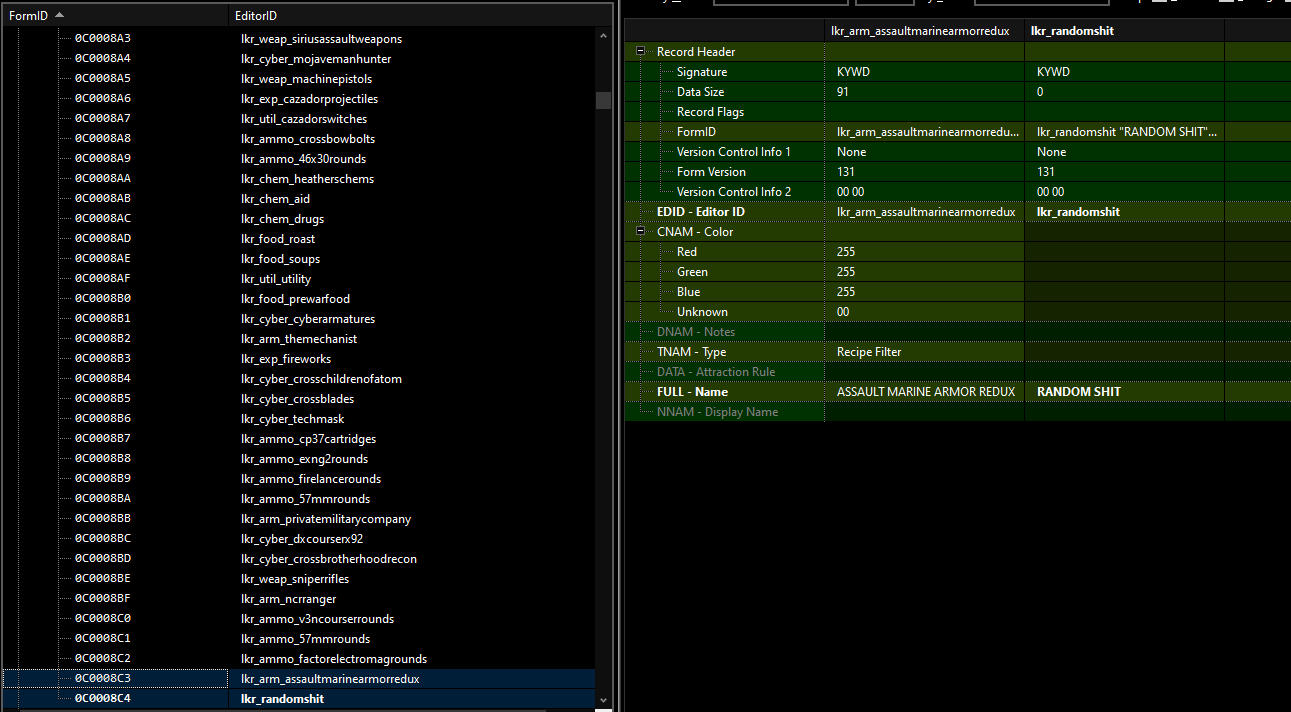 FormID EditorID
0C0008A3 lkr_weap_siriusassaultweapons
0C0008A4 lkr_cyber_mojavemanhunter
0C0008A5 lkr_weap_machinepistols
0C0008A6 lkr_exp_cazadorprojectiles
0C0008A7 lkr_util_cazadorswitches
0C0008A8 lkr_ammo_crossbowbolts
0C0008A9 lkr_ammo_46x30rounds
0C0008AA lkr_chem_heatherschems
0C0008AB lkr_chem_aid
0C0008AC lkr_chem_drugs
0C0008AD lkr_food_roast
0C0008AE lkr_food_soups
0C0008AF lkr_util_utility
0C0008B0 lkr_food_prewarfood
0C0008B1 lkr_cyber_cyberarmatures
0C0008B2 lkr_arm_themechanist
0C0008B3 lkr_exp_fireworks
0C0008B4 lkr_cyber_crosschildrenofatom
0C0008B5 lkr_cyber_crossblades
0C0008B6 lkr_cyber_techmask
0C0008B7 lkr_ammo_cp37cartridges
0C0008B8 lkr_ammo_exng2rounds
0C0008B9 lkr_ammo_firelancerounds
0C0008BA lkr_ammo_57mmrounds
0C0008BB lkr_arm_privatemilitarycompany
0C0008BC lkr_cyber_dxcourserx92
0C0008BD lkr_cyber_crossbrotherhoodrecon
0C0008BE lkr_weap_sniperrifles
0C0008BF lkr_arm_ncrranger
0C0008C0 lkr_ammo_v3ncourserrounds
0C0008C1 lkr_ammo_57mmrounds
0C0008C2 lkr_ammo_factorelectromagrounds
0C0008C3 lkr_arm_assaultmarinearmorredux
0C0008C4 lkr_randomshit
lkr_arm_assaultmarinearmorredux lkr_randomshit
Record Header
Signature KYWD KYWD
Data Size 91 0
Record Flags
FormID lkr_arm_assaultmarinearmorredu... lkr_randomshit "RANDOM SHIT"...
Version Control Info 1 None None
Form Version 131 131
Version Control Info 2 00 00 00 00
EDID - Editor ID lkr_arm_assaultmarinearmorredux lkr_randomshit
CNAM - Color
Red 255
Green 255
Blue 255
Unknown 00
DNAM - Notes
TNAM - Type Recipe Filter
DATA - Attraction Rule
FULL - Name ASSAULT MARINE ARMOR REDUX RANDOM SHIT
NNAM - Display Name